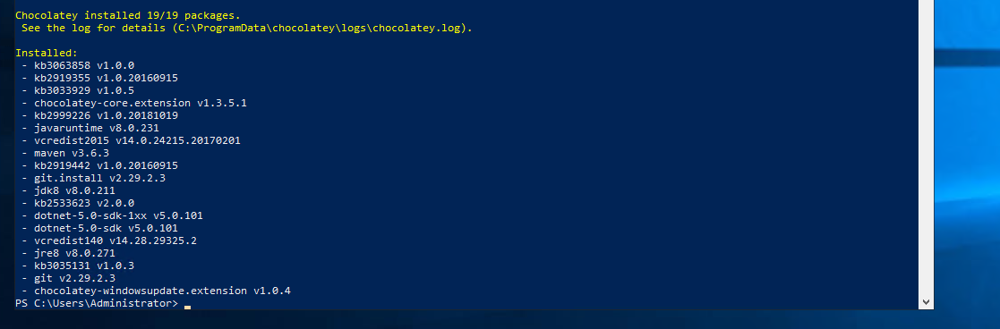 Chocolatey installed 19/19 packages.
See the log for details (C:\ProgramData\chocolatey\logs\chocolatey.log).
Installed:
- kb3063858 v1.0.0
- kb2919355 v1.0.20160915
- kb3033929 v1.0.5
- chocolatey-core.extension v1.3.5.1
- kb2999226 v1.0.20181019
- javaruntime v8.0.231
- vcredist2015 v14.0.24215.20170201
- maven v3.6.3
- kb2919442 v1.0.20160915
- git.install v2.29.2.3
- jdk8 v8.0.211
- kb2533623 v2.0.0
- dotnet-5.0-sdk-1xx v5.0.101
- dotnet-5.0-sdk v5.0.101
- vcredist140 v14.28.29325.2
- jre8 v8.0.271
- kb3035131 v1.0.3
- git v2.29.2.3
- chocolatey-windowsupdate.extension v1.0.4
PS C:\Users\Administrator>